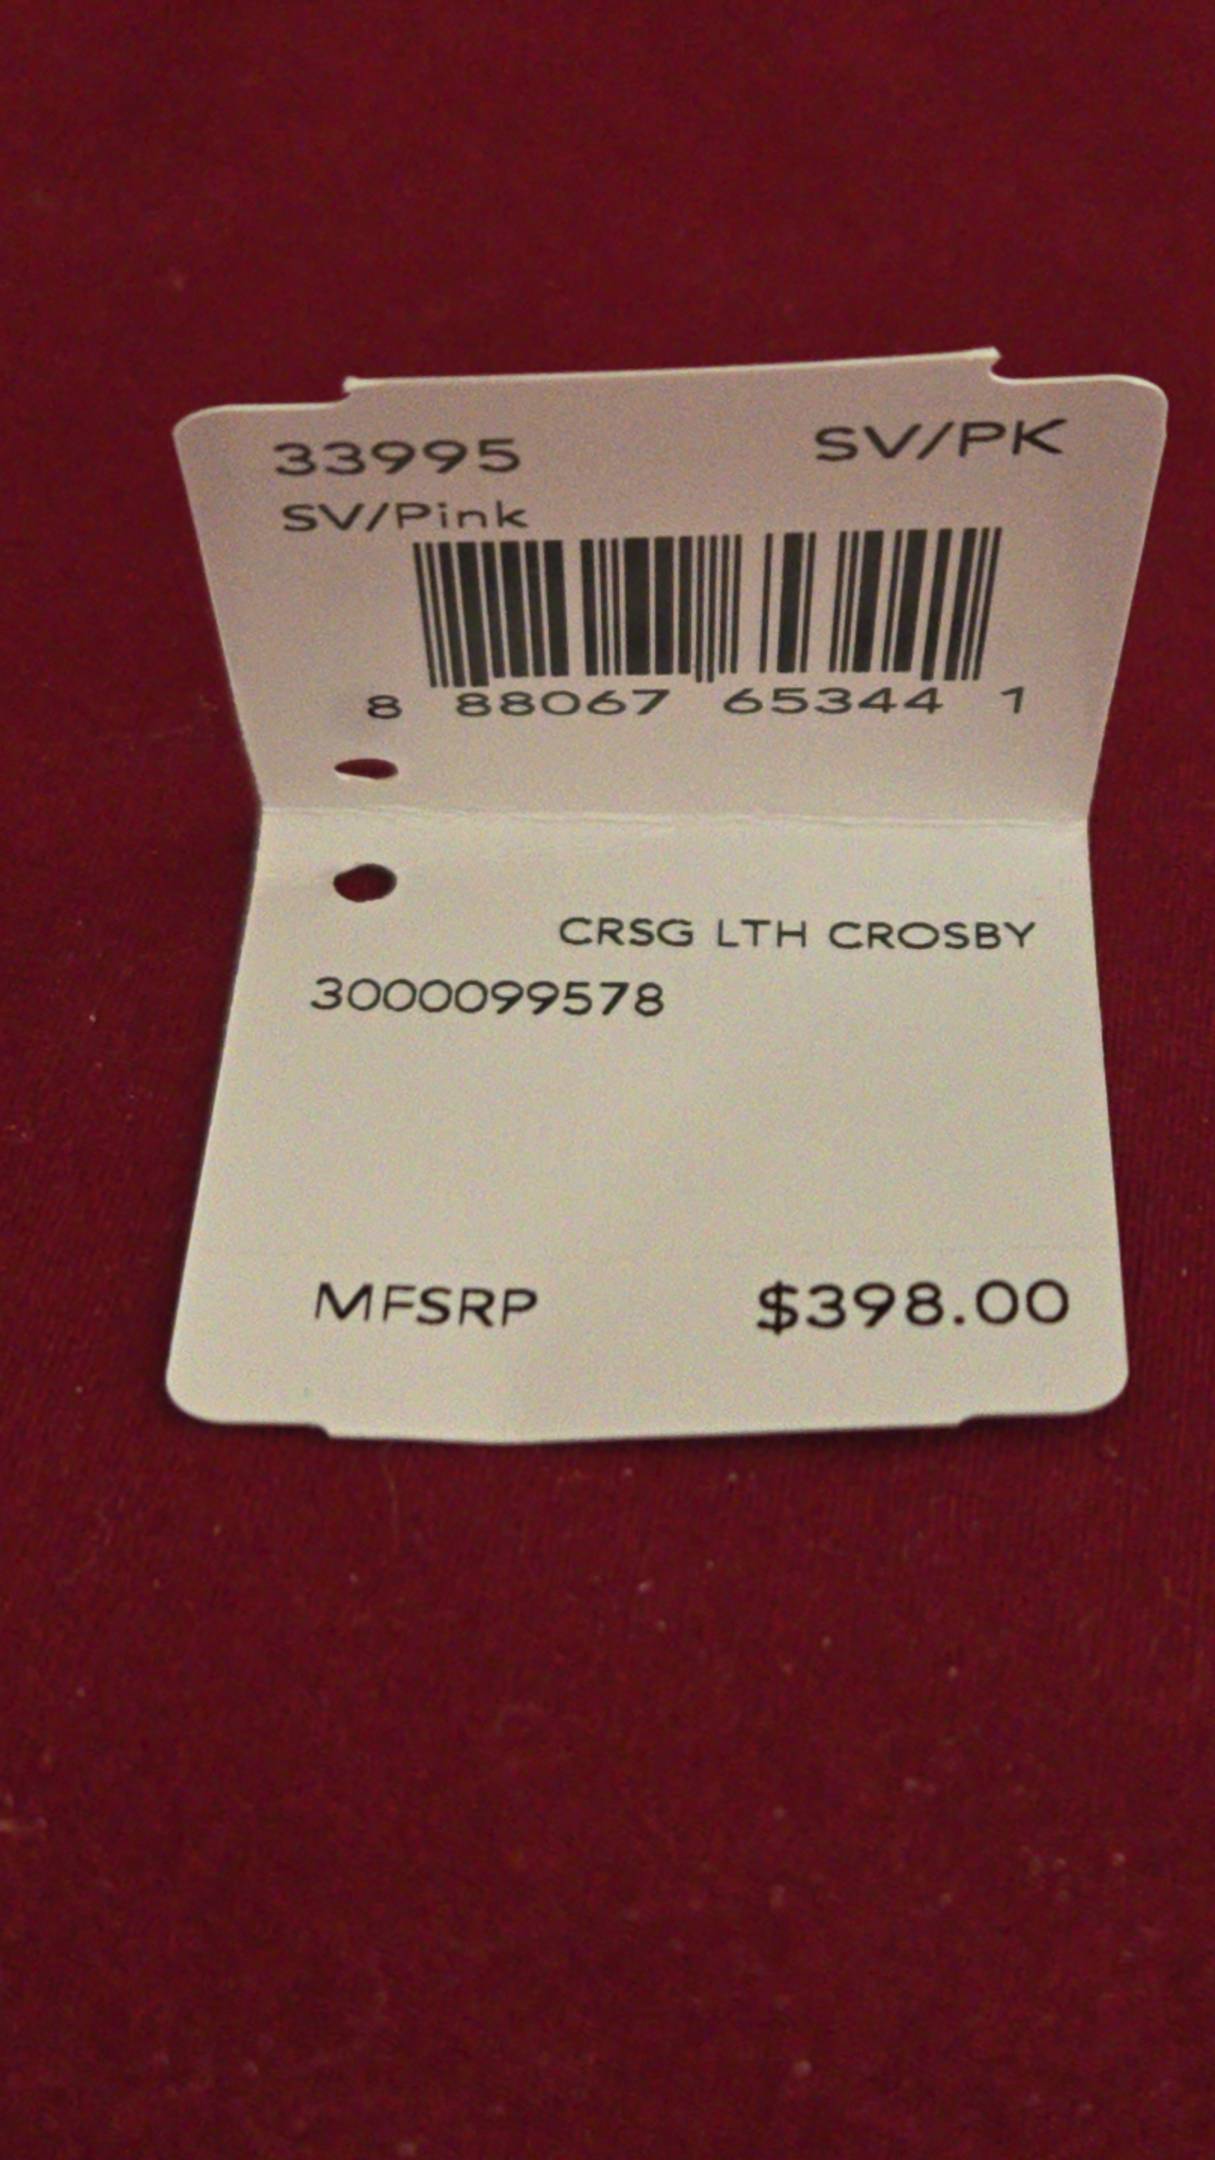 33995 SV/PK
SV/Pink
8 88067 65344 1
CRSG LTH CROSBY
3000099578
MFSRP $398.00